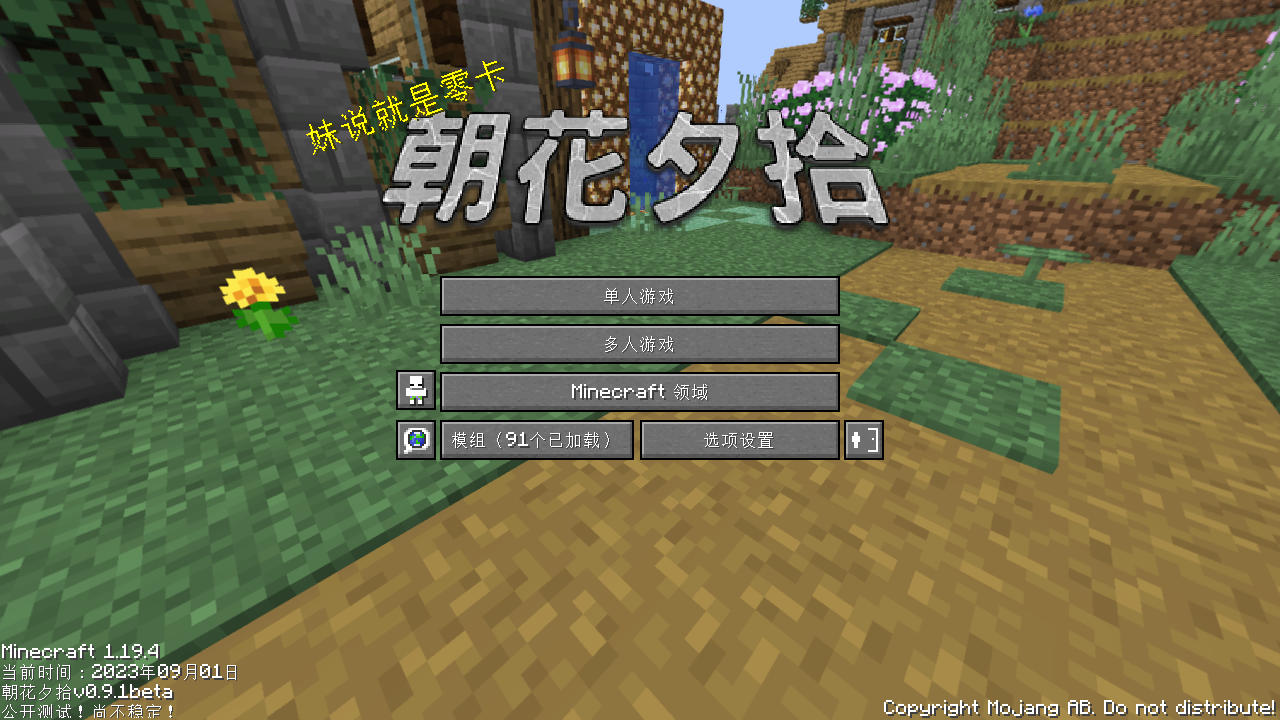 妹说就是零卡
朝花夕拾
单人游戏
多人游戏
Minecraft 领域
模组（91个已加载）
选项设置
Minecraft 1.19.4
当前时间：2023年09月01日
朝花夕拾v0.9.1beta
公开测试！尚不稳定！
Copyright Mojang AB. Do not distribute!